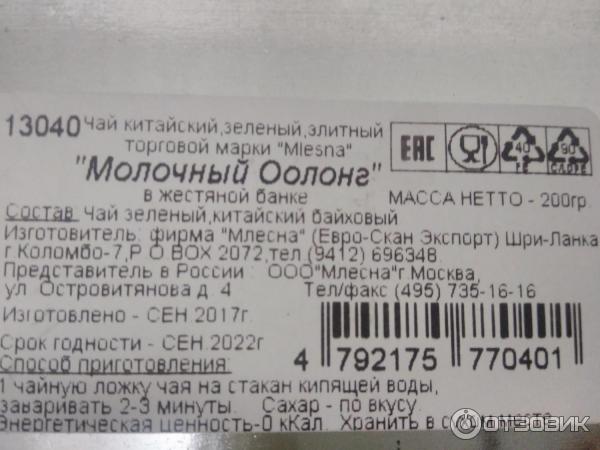 13040 Чай китайский,зеленый,элитный
торговой марки "Mlesna"
"Молочный Оолонг"
в жестяной банке
EAC
40
FE
90
C/LDPE
МАССА НЕТТО - 200гр.
Состав: Чай зеленый,китайский байховый
Изготовитель: фирма "Млесна" (Евро-Скан Экспорт) Шри-Ланка
г.Коломбо-7,P O BOX 2072,тел.(9412) 696348.
Представитель в России : ООО"Млесна"г Москва,
ул Островитянова д. 4 Тел/факс (495) 735-16-16
Изготовлено - СЕН.2017г.
Срок годности - СЕН.2022г
Способ приготовления:
4 792175 770401
1 чайную ложку чая на стакан кипящей воды,
заваривать 2-3 минуты. Сахар - по вкусу.
Энергетическая ценность-0 кКал. Хранить в
ОТЗОВИК